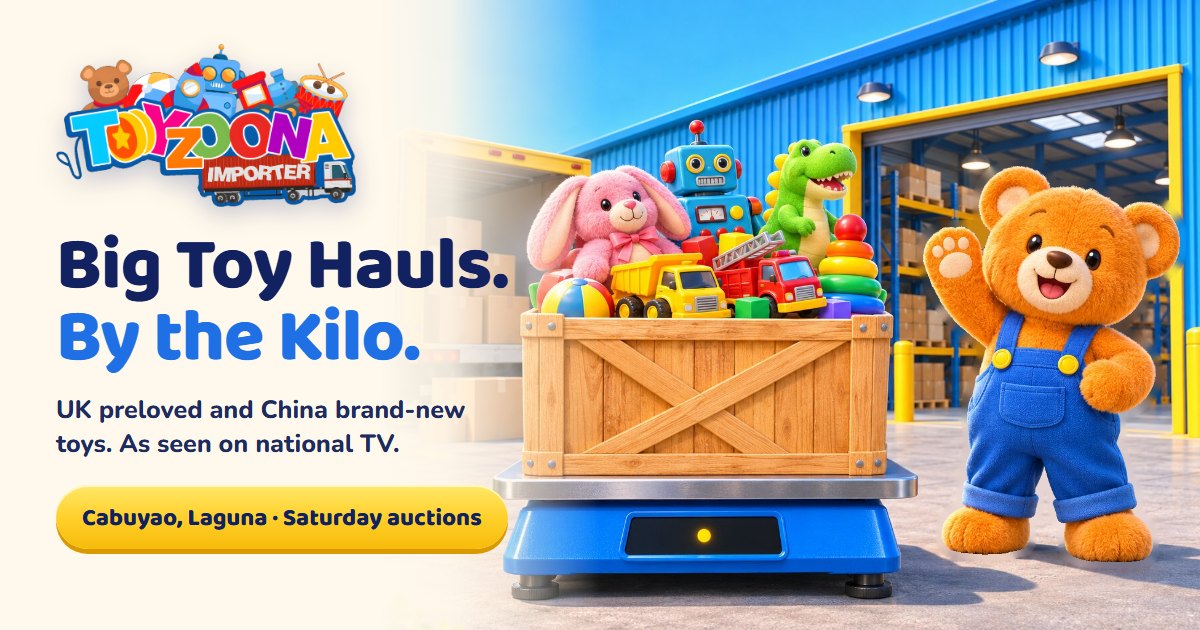 TOYZOONA
IMPORTER
Big Toy Hauls.
By the Kilo.
UK preloved and China brand-new
toys. As seen on national TV.
Cabuyao, Laguna · Saturday auctions